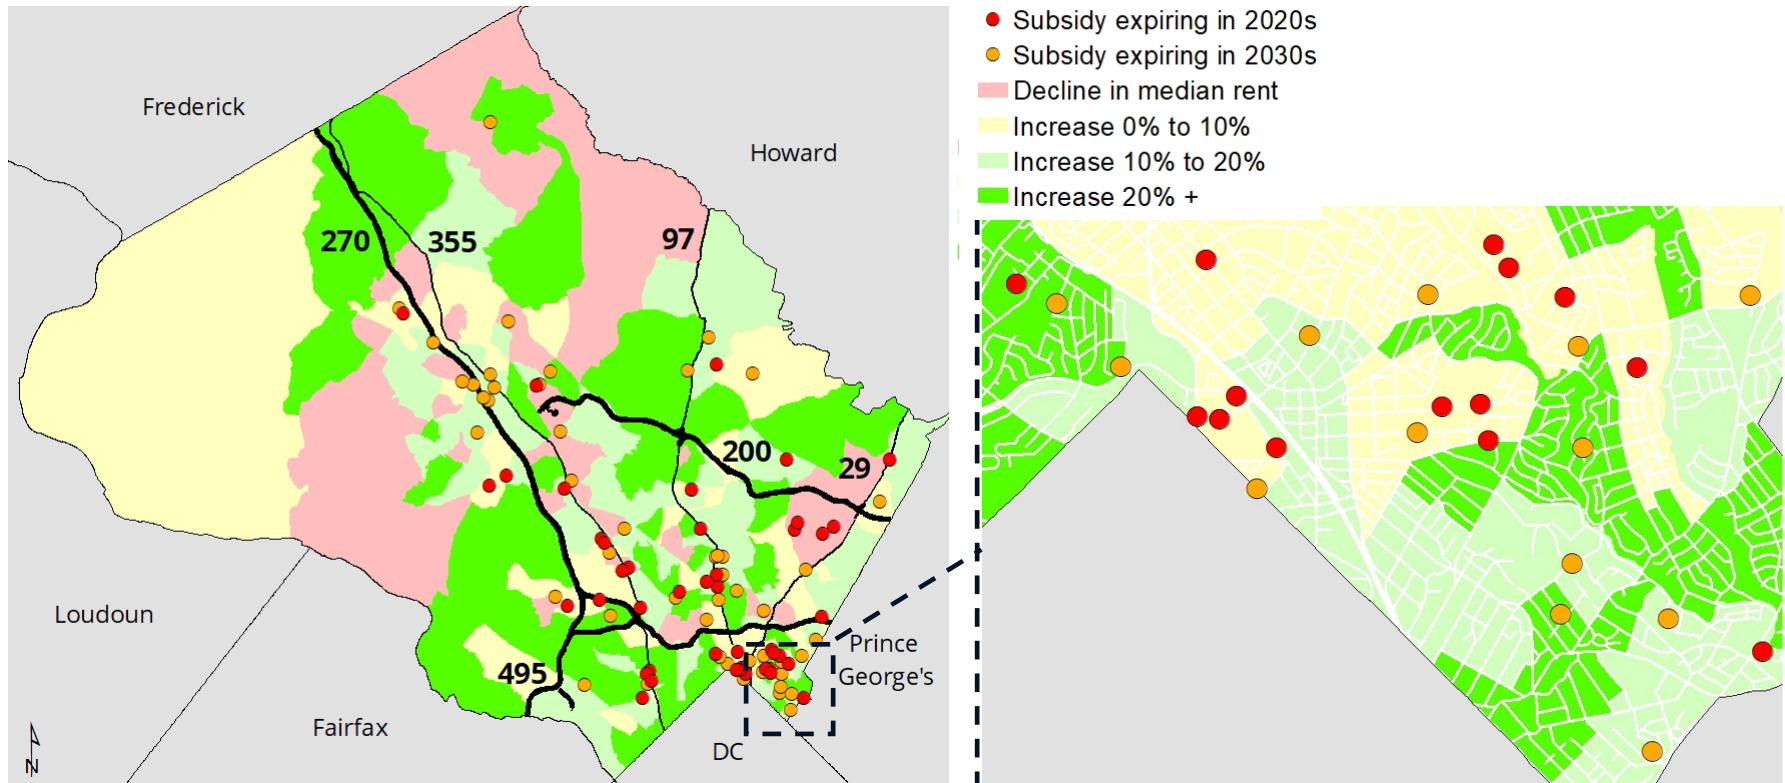 Subsidy expiring in 2020s
Subsidy expiring in 2030s
Decline in median rent
Increase 0% to 10%
Increase 10% to 20%
Increase 20% +
Frederick
Howard
270
355
97
200
29
Loudoun
Prince
George's
495
Fairfax
DC
N